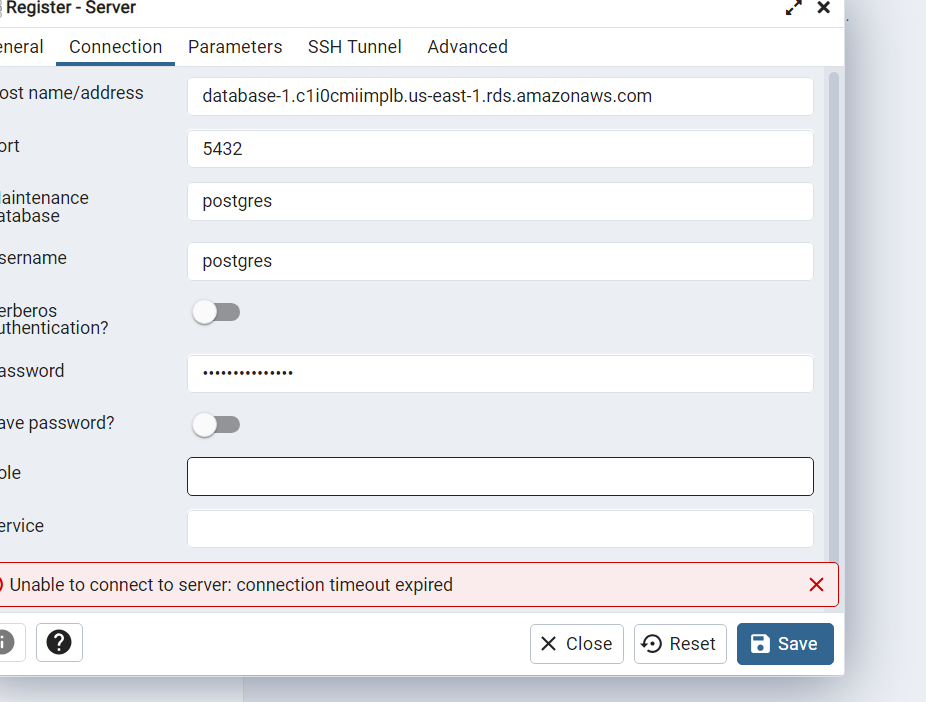 Register - Server
eneral Connection Parameters SSH Tunnel Advanced
ost name/address
database-1.c1i0cmiimplb.us-east-1.rds.amazonaws.com
ort
5432
aintenance
atabase
postgres
sername
postgres
erberos
uthentication?
assword
•••••••••••••••
ave password?
ole
ervice
Unable to connect to server: connection timeout expired
i ? Close Reset Save